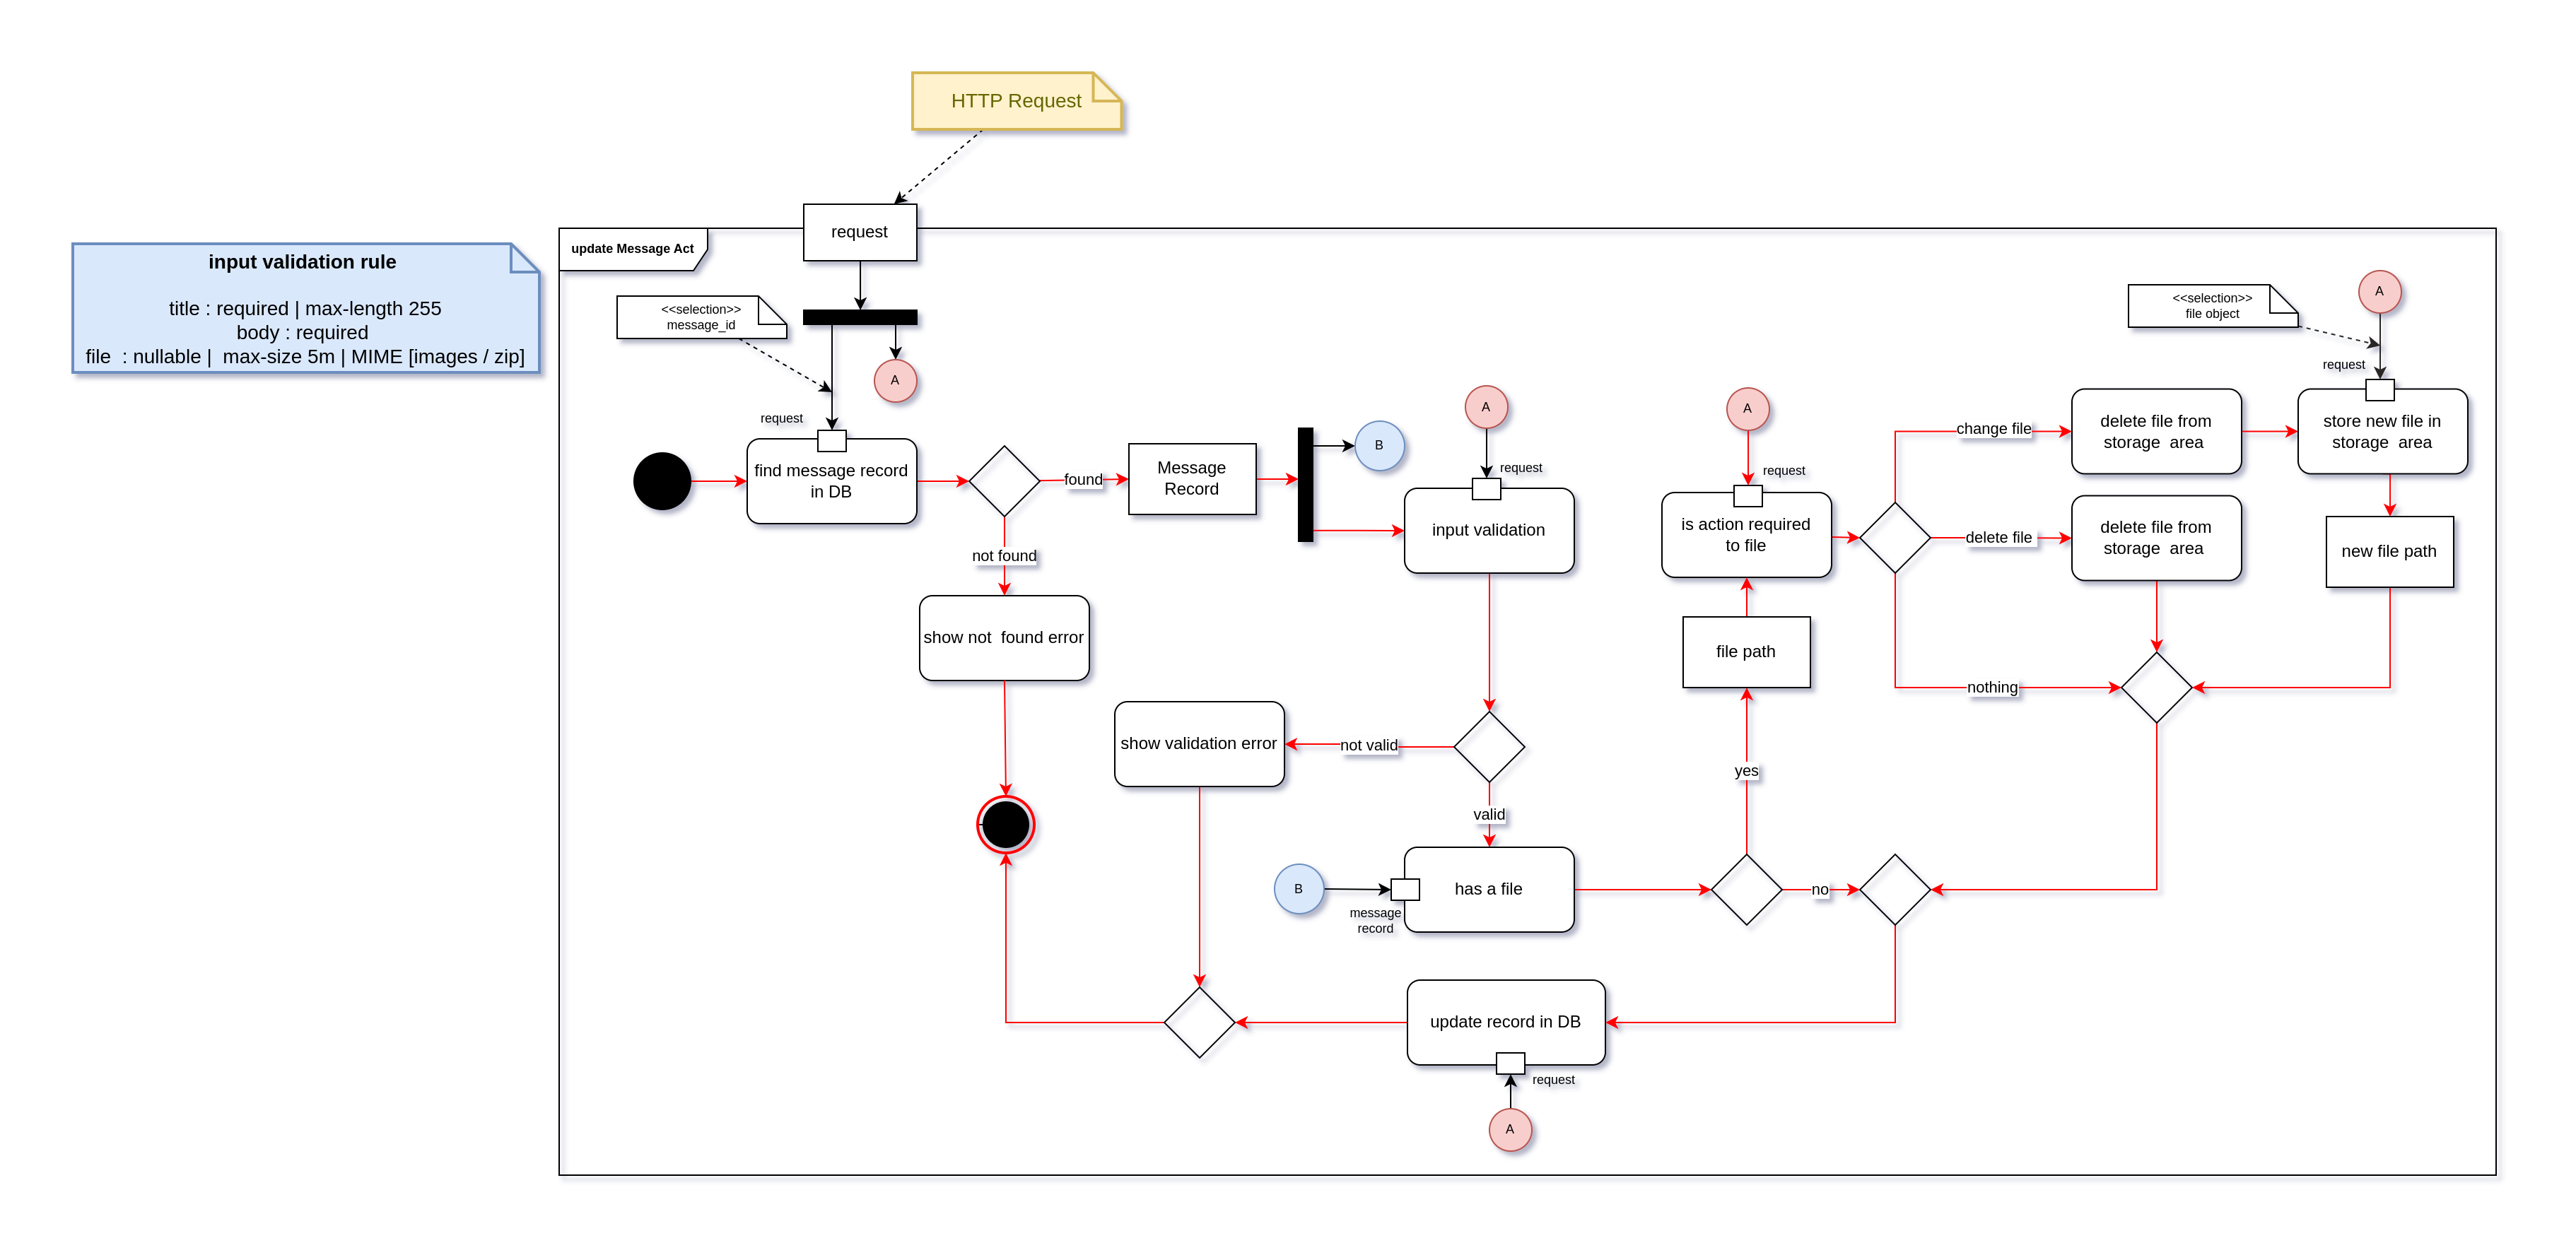 HTTP Request
request
update Message Act
input validation rule
title : required | max-length 255
body : required
file  : nullable |  max-size 5m | MIME [images / zip]
<<selection>>
message_id
A
request
find message record
in DB
found
not found
show not  found error
Message
Record
B
A
request
input validation
not valid
show validation error
valid
B
message
record
has a file
yes
no
file path
A
request
is action required
to file
change file
delete file
nothing
delete file from
storage  area
delete file from
storage  area
<<selection>>
file object
A
request
store new file in
storage  area
new file path
update record in DB
request
A